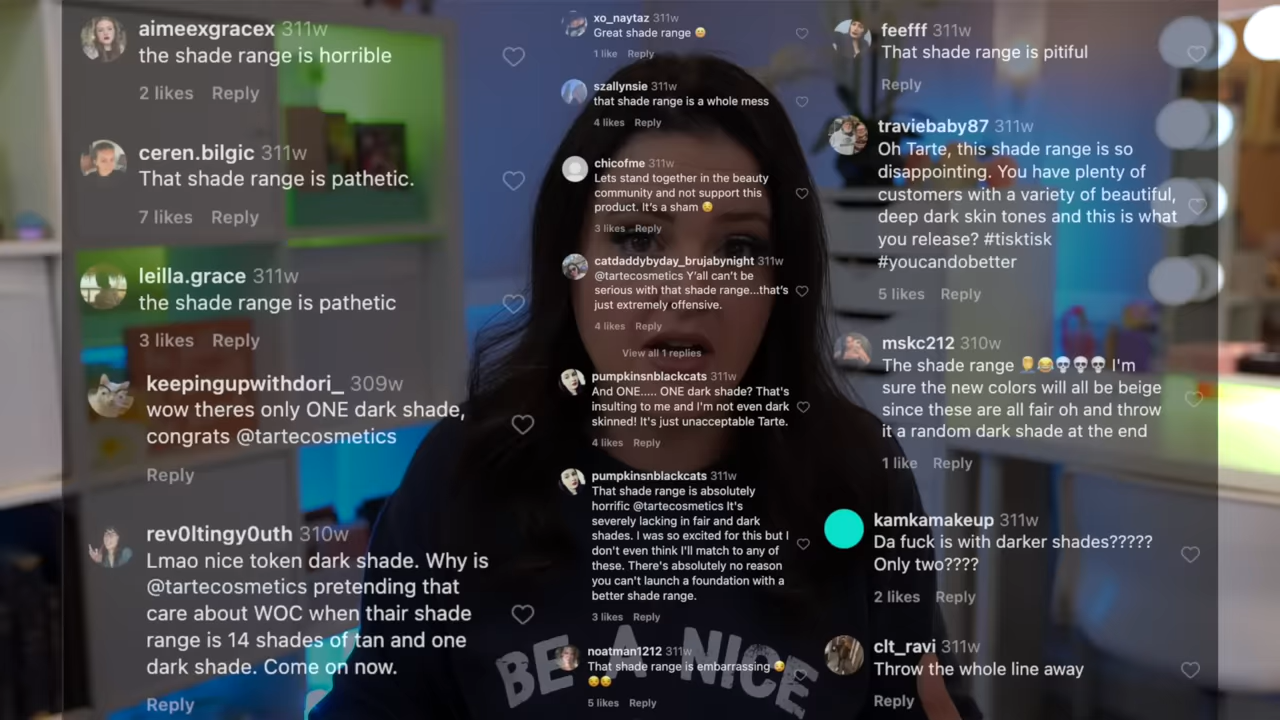 aimeexgracex 311w
the shade range is horrible
2 likes Reply
ceren.bilgic 311w
That shade range is pathetic.
7 likes Reply
leilla.grace 311w
the shade range is pathetic
3 likes Reply
keepingupwithdori_ 309w
wow theres only ONE dark shade,
congrats @tartecosmetics
Reply
rev0ltingy0uth 310w
Lmao nice token dark shade. Why is
@tartecosmetics pretending that
care about WOC when thair shade
range is 14 shades of tan and one
dark shade. Come on now.
Reply
xo_naytaz 311w
Great shade range 😑
1 like Reply
szallynsie 311w
that shade range is a whole mess
4 likes Reply
chicofme 311w
Lets stand together in the beauty
community and not support this
product. It's a sham 😉
3 likes Reply
catdaddybyday_brujabynight 311w
@tartecosmetics Y'all can't be
serious with that shade range...that's
just extremely offensive.
4 likes Reply
View all 1 replies
pumpkinsnblackcats 311w
And ONE..... ONE dark shade? That's
insulting to me and I'm not even dark
skinned! It's just unacceptable Tarte.
4 likes Reply
pumpkinsnblackcats 311w
That shade range is absolutely
horrific @tartecosmetics It's
severely lacking in fair and dark
shades. I was so excited for this but I
don't even think I'll match to any of
these. There's absolutely no reason
you can't launch a foundation with a
better shade range.
3 likes Reply
noatman1212 311w
That shade range is embarrassing 😣
😣😣
5 likes Reply
BE A NICE
feefff 311w
That shade range is pitiful
Reply
traviebaby87 311w
Oh Tarte, this shade range is so
disappointing. You have plenty of
customers with a variety of beautiful,
deep dark skin tones and this is what
you release? #tisktisk
#youcandobetter
5 likes Reply
mskc212 310w
The shade range 🤦😂💀💀💀 I'm
sure the new colors will all be beige
since these are all fair oh and throw
it a random dark shade at the end
1 like Reply
kamkamakeup 311w
Da fuck is with darker shades?????
Only two????
2 likes Reply
clt_ravi 311w
Throw the whole line away
Reply